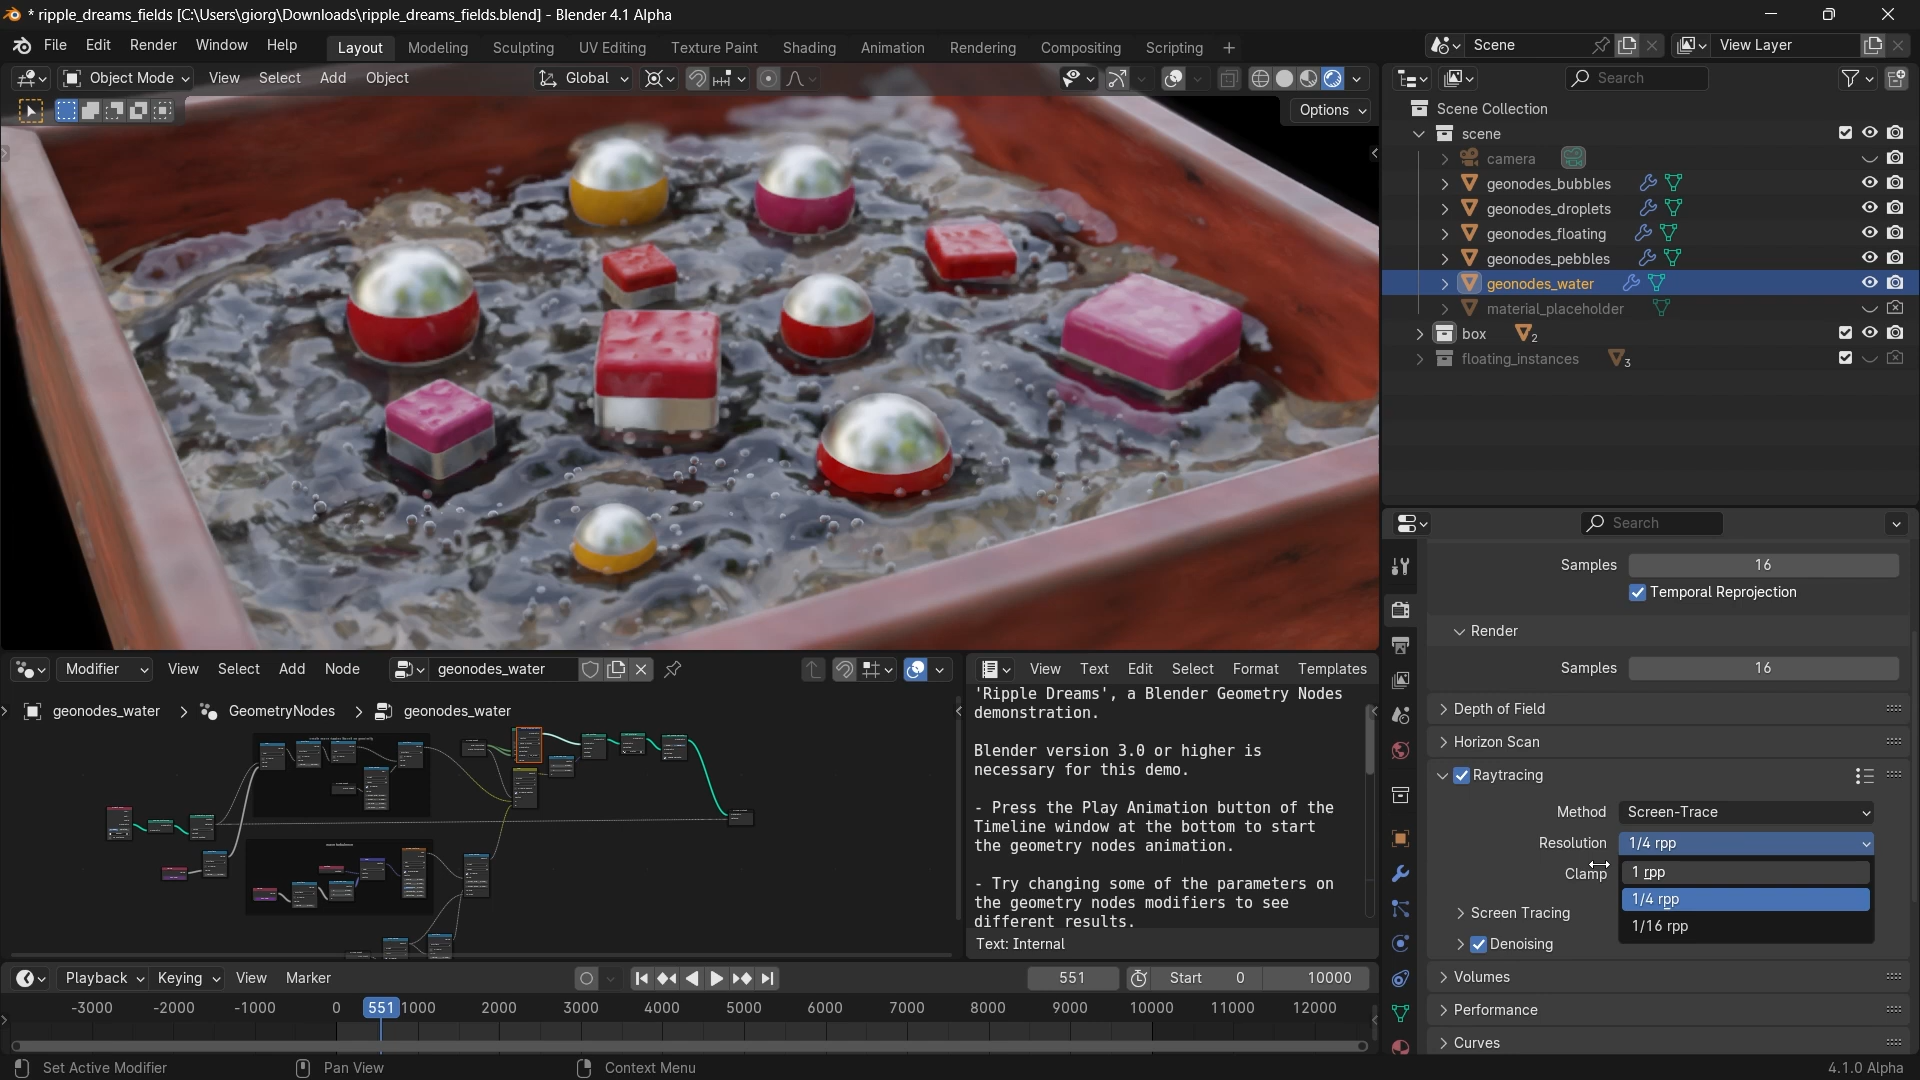 * ripple_dreams_fields [C:\Users\giorg\Downloads\ripple_dreams_fields.blend] - Blender 4.1 Alpha
File Edit Render Window Help
Layout Modeling Sculpting UV Editing Texture Paint Shading Animation Rendering Compositing Scripting +
Scene
View Layer
Object Mode View Select Add Object
Global
Options
Search
Scene Collection
scene
camera
geonodes_bubbles
geonodes_droplets
geonodes_floating
geonodes_pebbles
geonodes_water
material_placeholder
box 2
floating_instances 3
Search
Samples 16
Temporal Reprojection
Render
Samples 16
Depth of Field
Horizon Scan
Raytracing
Method Screen-Trace
Resolution 1/4 rpp
Clamp
1 rpp
1/4 rpp
1/16 rpp
Screen Tracing
Denoising
Volumes
Performance
Curves
Modifier View Select Add Node
geonodes_water
geonodes_water > GeometryNodes > geonodes_water
View Text Edit Select Format Templates
'Ripple Dreams', a Blender Geometry Nodes
demonstration.
Blender version 3.0 or higher is
necessary for this demo.
- Press the Play Animation button of the
Timeline window at the bottom to start
the geometry nodes animation.
- Try changing some of the parameters on
the geometry nodes modifiers to see
different results.
Text: Internal
Playback Keying View Marker
551 Start 0 10000
-3000 -2000 -1000 0 551 1000 2000 3000 4000 5000 6000 7000 8000 9000 10000 11000 12000
Set Active Modifier
Pan View
Context Menu
4.1.0 Alpha